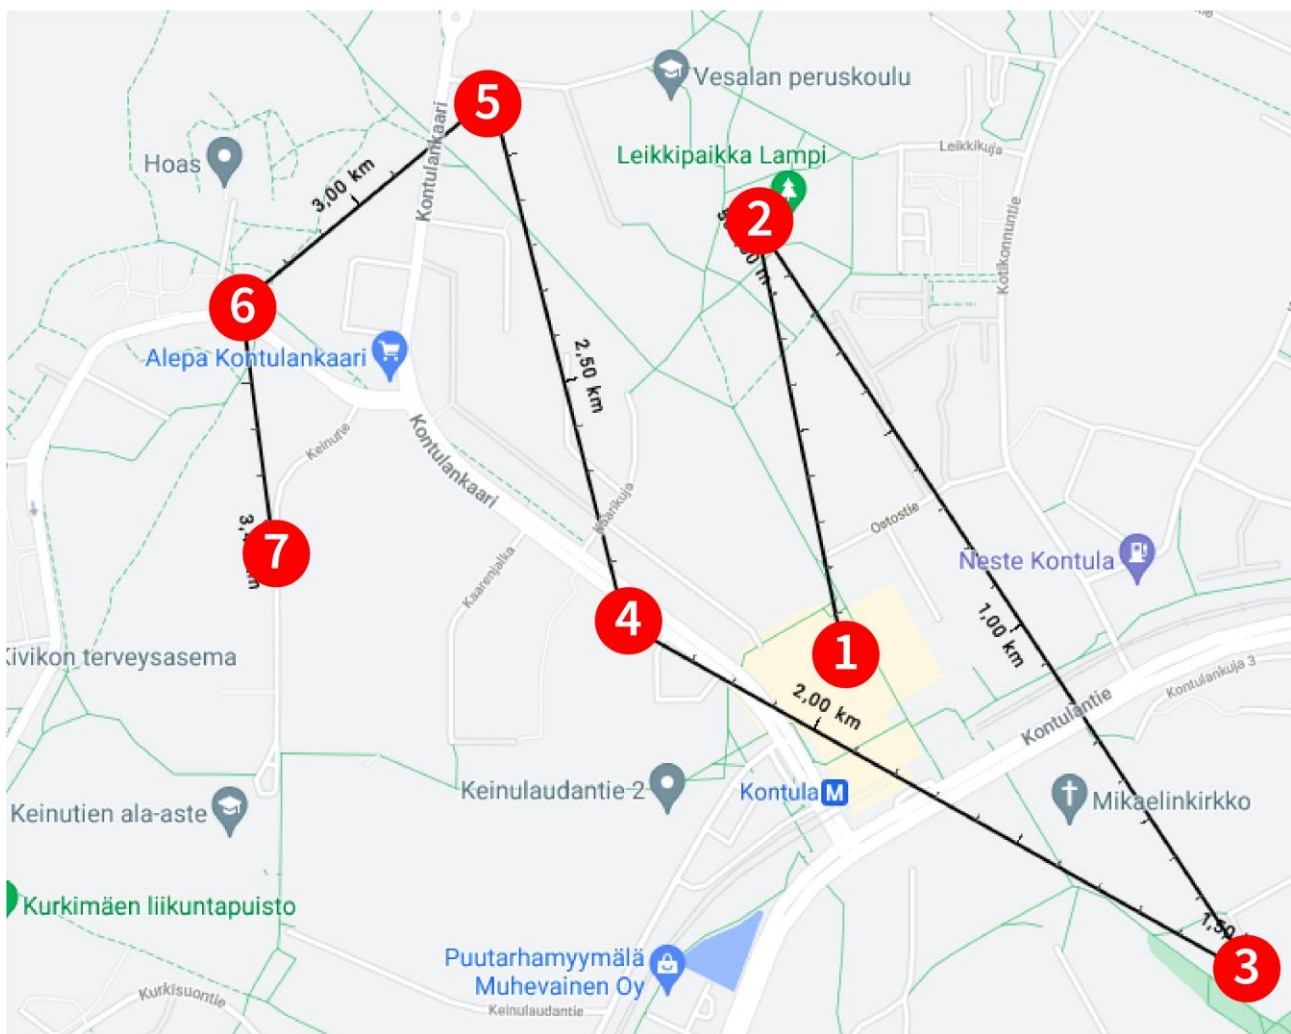 5
Vesalan peruskoulu
Hoas
Leikkipaikka Lampi
Leikkikuja
3,00 km
Kontulankaari
Kontulankaari
2
Kotikonnuntie
6
Alepa Kontulankaari
2,50 km
Keinutie
Kontulankaari
Kaarikuja
Ostostie
7
Kaarenjalka
Neste Kontula
4
1,00 km
1
Kivikon terveysasema
Kontulankuja 3
2,00 km
Kontulantie
Keinulaudantie 2
Kontula M
Mikaelinkirkko
Keinutien ala-aste
Kurkimäen liikuntapuisto
1,50
3
Puutarhamyymälä
Muhevainen Oy
Kurkisuontie
Keinulaudantie